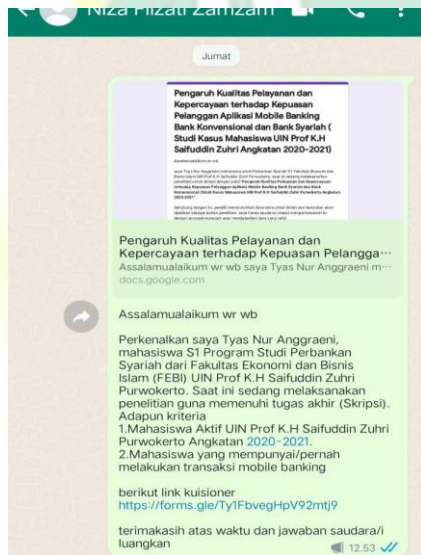 Niza Plizati Zamzam
Jumat
Pengaruh Kualitas Pelayanan dan
Kepercayaan terhadap Kepuasan
Pelanggan Aplikasi Mobile Banking
Bank Konvensional dan Bank Syariah (
Studi Kasus Mahasiswa UIN Prof K.H
Saifuddin Zuhri Angkatan 2020-2021)
Assalamualaikum wr wb
Pengaruh Kualitas Pelayanan dan
Kepercayaan terhadap Kepuasan Pelangga...
Assalamualaikum wr wb saya Tyas Nur Anggraeni m...
docs.google.com
Assalamualaikum wr wb
Perkenalkan saya Tyas Nur Anggraeni,
mahasiswa S1 Program Studi Perbankan
Syariah dari Fakultas Ekonomi dan Bisnis
Islam (FEBI) UIN Prof K.H Saifuddin Zuhri
Purwokerto. Saat ini sedang melaksanakan
penelitian guna memenuhi tugas akhir (Skripsi).
Adapun kriteria
1.Mahasiswa Aktif UIN Prof K.H Saifuddin Zuhri
Purwokerto Angkatan 2020-2021.
2.Mahasiswa yang mempunyai/pernah
melakukan transaksi mobile banking
berikut link kuisioner
https://forms.gle/Ty1FbvegHpV92mtj9
terimakasih atas waktu dan jawaban saudara/i
luangkan
12.53